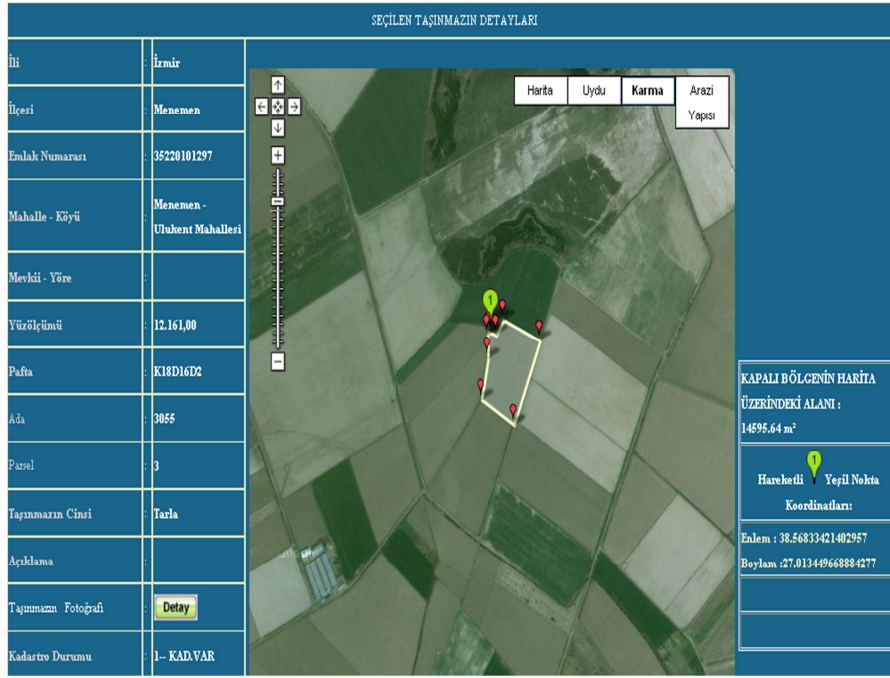 SEÇİLEN TAŞINMAZIN DETAYLARI
İli : İzmir
İlçesi : Menemen
Emlak Numarası : 35220101297
Mahalle - Köyü : Menemen -
Ulukent Mahallesi
Mevkii - Yöre :
Yüzölçümü : 12.161,00
Pafta : K18D16D2
Ada : 3055
Parsel : 3
Taşınmazın Cinsi : Tarla
Açıklama :
Taşınmazın Fotoğrafı : Detay
Kadastro Durumu : 1-- KAD.VAR
Harita Uydu Karma Arazi
Yapısı
1
KAPALI BÖLGENİN HARİTA
ÜZERİNDEKİ ALANI :
14595.64 m²
1
Hareketli Yeşil Nokta
Koordinatları:
Enlem : 38.56833421402957
Boylam :27.013449668884277